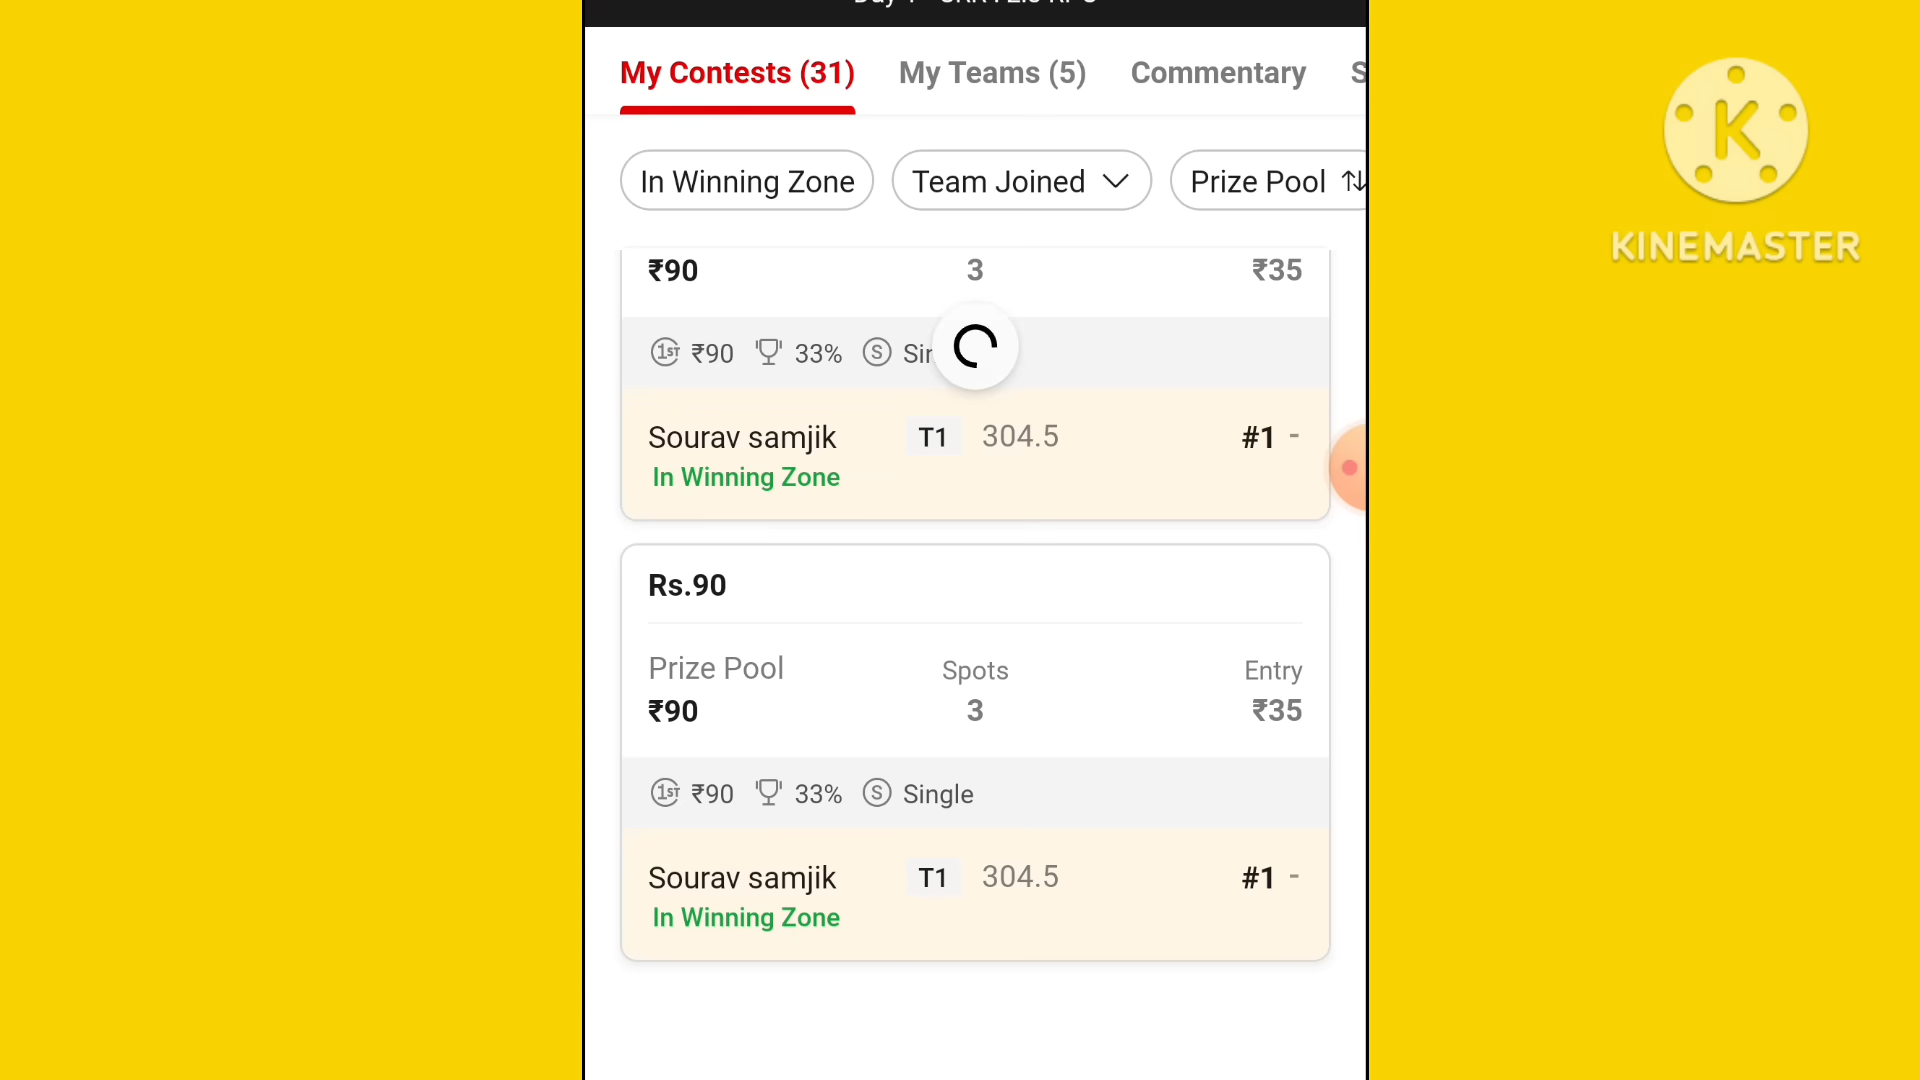 My Contests (31) My Teams (5) Commentary
In Winning Zone Team Joined Prize Pool
₹90 3 ₹35
1ST ₹90 33% S
Sourav samjik T1 304.5 #1 -
In Winning Zone
Rs.90
Prize Pool Spots Entry
₹90 3 ₹35
1ST ₹90 33% S Single
Sourav samjik T1 304.5 #1 -
In Winning Zone
K
KINEMASTER